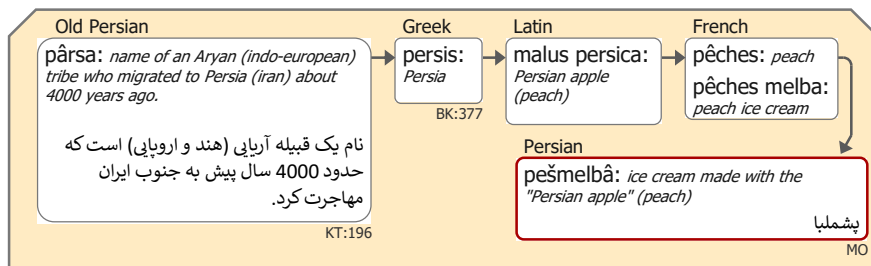 Old Persian
pârsa: name of an Aryan (indo-european)
tribe who migrated to Persia (iran) about
4000 years ago.
نام یک قبیله آریایی (هند و اروپایی) است که
حدود 4000 سال پیش به جنوب ایران
مهاجرت کرد.
KT:196
Greek
persis:
Persia
BK:377
Latin
malus persica:
Persian apple
(peach)
French
pêches: peach
pêches melba:
peach ice cream
Persian
pešmelbâ: ice cream made with the
"Persian apple" (peach)
پشملبا
MO